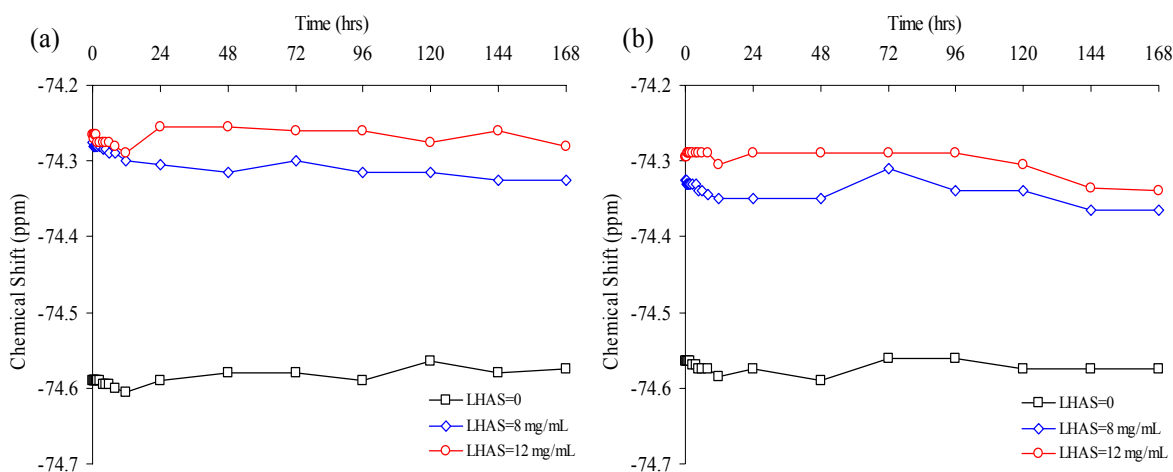 (a)
Time (hrs)
0 24 48 72 96 120 144 168
-74.2
-74.3
-74.4
-74.5
-74.6
-74.7
Chemical Shift (ppm)
LHAS=0
LHAS=8 mg/mL
LHAS=12 mg/mL
(b)
Time (hrs)
0 24 48 72 96 120 144 168
-74.2
-74.3
-74.4
-74.5
-74.6
-74.7
Chemical Shift (ppm)
LHAS=0
LHAS=8 mg/mL
LHAS=12 mg/mL